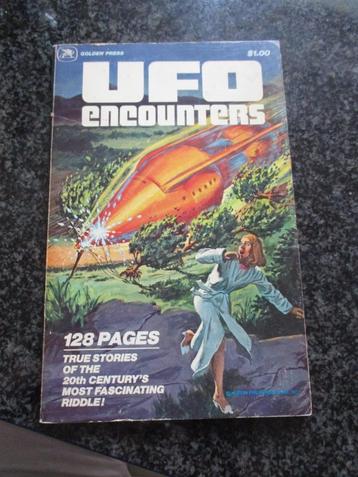 GOLDEN PRESS
$1.00
UFO
encounters
128 PAGES
TRUE STORIES
OF THE
20th CENTURY'S
MOST FASCINATING
RIDDLE!